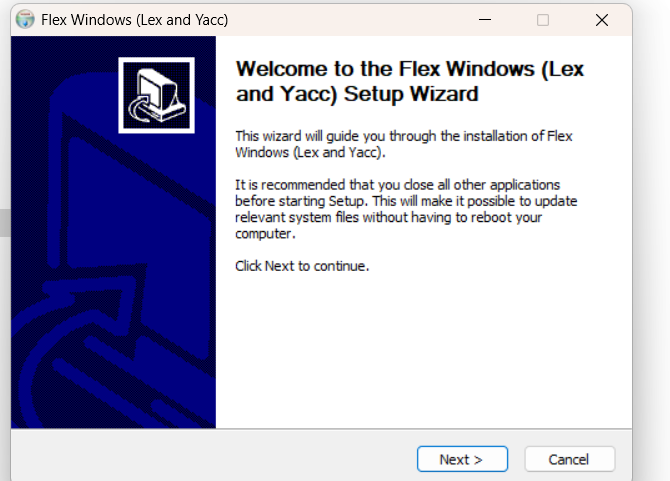 Flex Windows (Lex and Yacc)
Welcome to the Flex Windows (Lex
and Yacc) Setup Wizard
This wizard will guide you through the installation of Flex
Windows (Lex and Yacc).
It is recommended that you close all other applications
before starting Setup. This will make it possible to update
relevant system files without having to reboot your
computer.
Click Next to continue.
Next >
Cancel